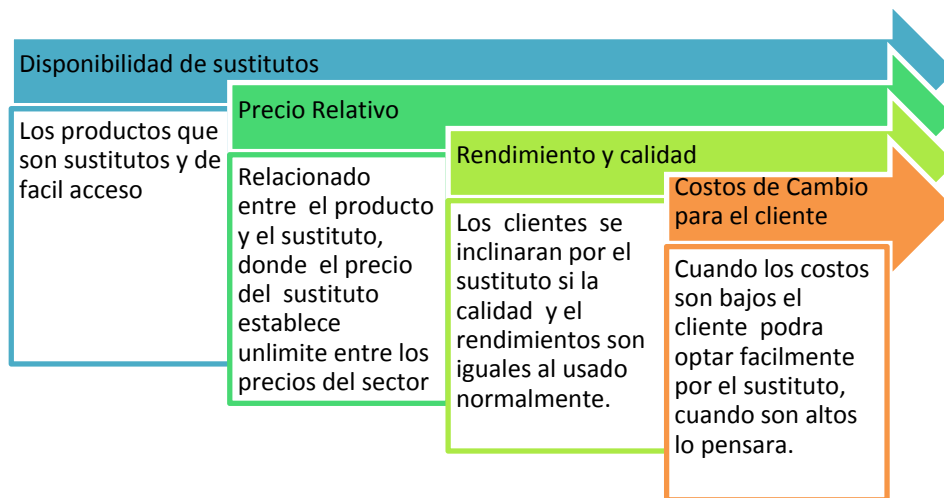 Disponibilidad de sustitutos
Los productos que
son sustitutos y de
facil acceso
Precio Relativo
Relacionado
entre el producto
y el sustituto,
donde el precio
del sustituto
establece
unlimite entre los
precios del sector
Rendimiento y calidad
Los clientes se
inclinaran por el
sustituto si la
calidad y el
rendimientos son
iguales al usado
normalmente.
Costos de Cambio
para el cliente
Cuando los costos
son bajos el
cliente podra
optar facilmente
por el sustituto,
cuando son altos
lo pensara.